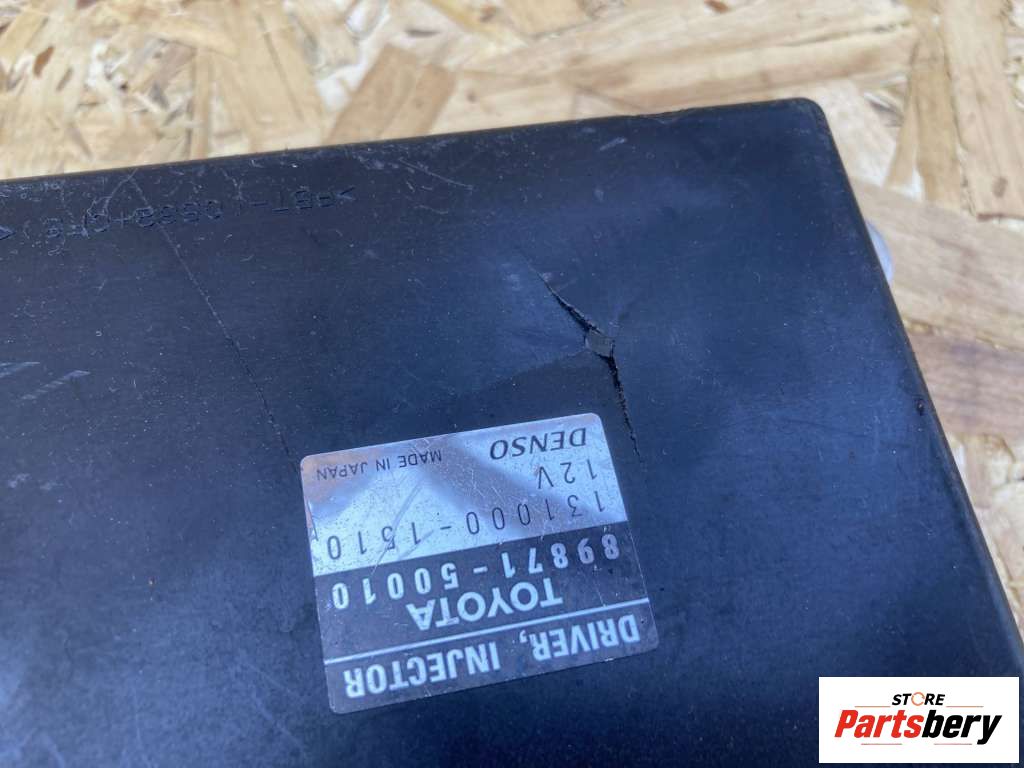 DRIVER, INJECTOR
TOYOTA
89871-50010
131000-1510
12V
DENSO MADE IN JAPAN
STORE
Partsbery